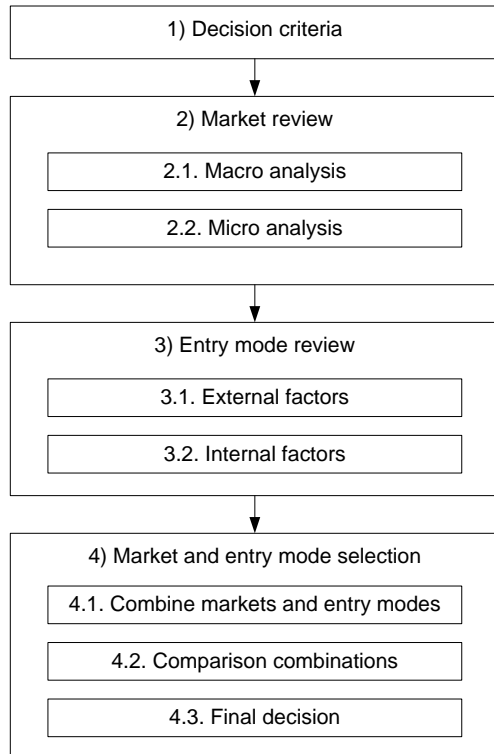 1) Decision criteria
2) Market review
2.1. Macro analysis
2.2. Micro analysis
3) Entry mode review
3.1. External factors
3.2. Internal factors
4) Market and entry mode selection
4.1. Combine markets and entry modes
4.2. Comparison combinations
4.3. Final decision